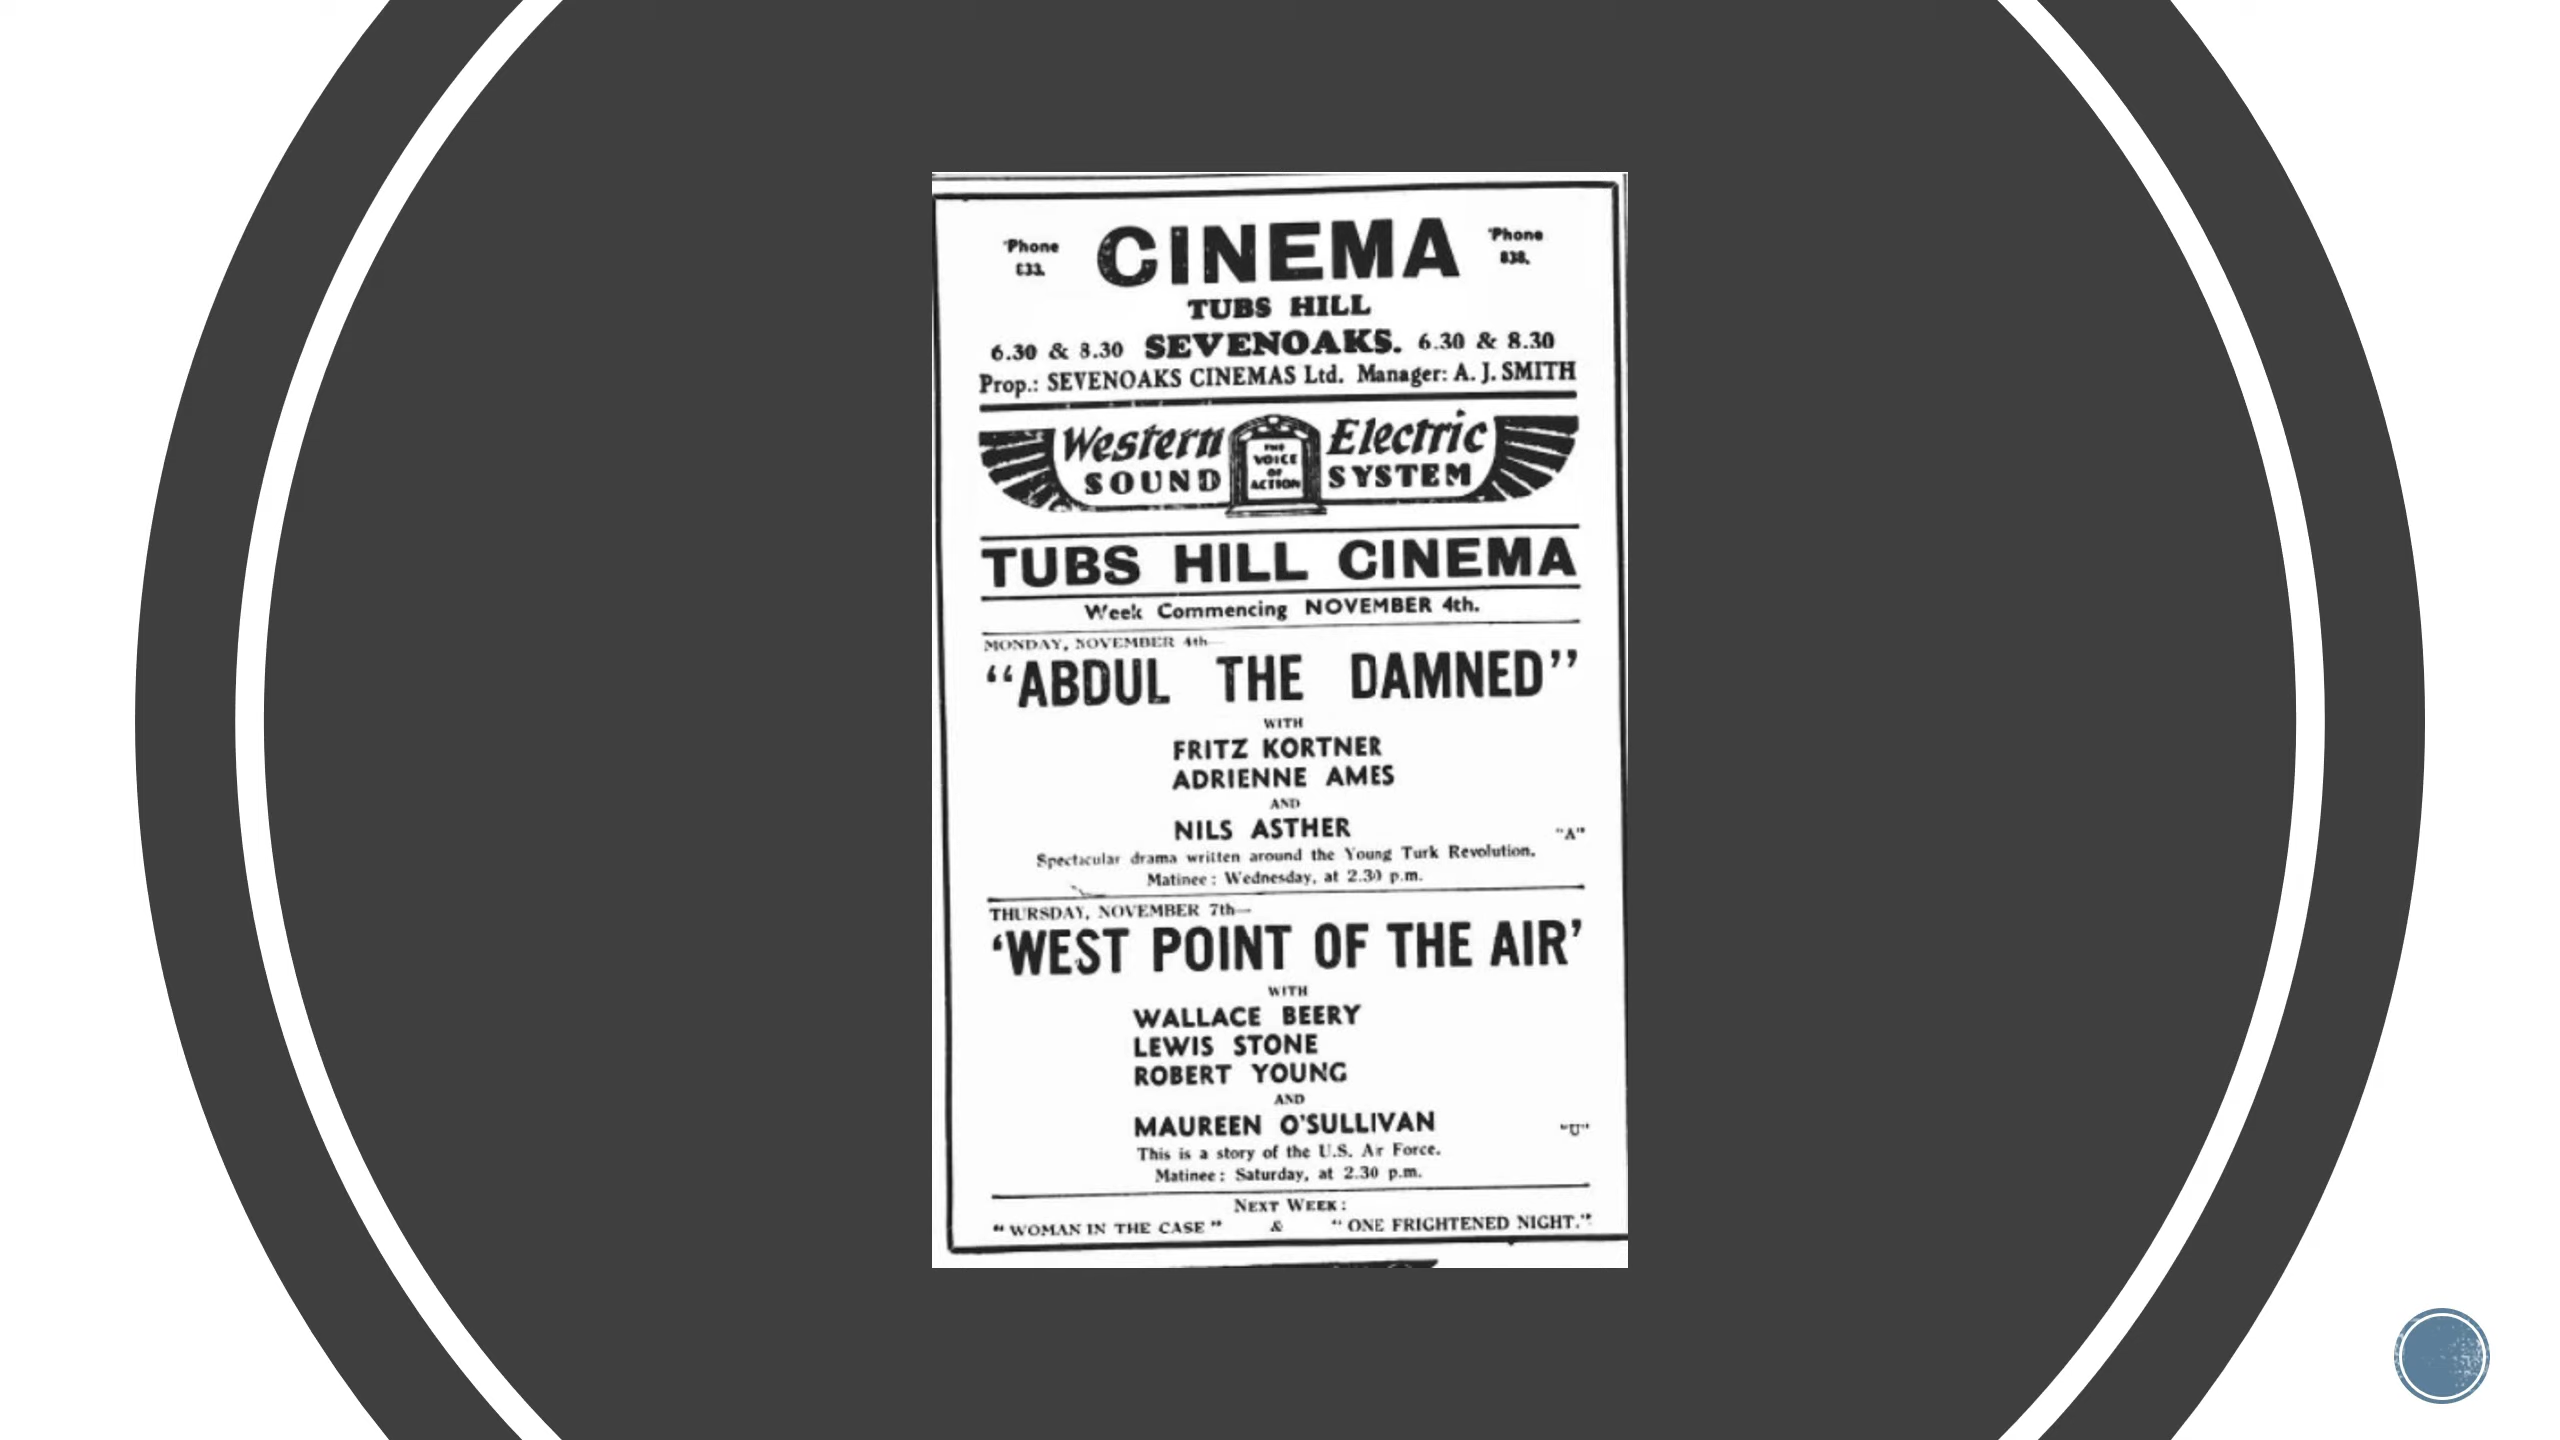 CINEMA
'Phone
'Phone
838.
TUBS HILL
6.30 & 8.30 SEVENOAKS. 6.30 & 8.30
Prop.: SEVENOAKS CINEMAS Ltd. Manager: A. J. SMITH
Western Electric
SOUND SYSTEM
THE
VOICE
OF
ACTION
TUBS HILL CINEMA
Week Commencing NOVEMBER 4th.
MONDAY, NOVEMBER 4th—
"ABDUL THE DAMNED"
WITH
FRITZ KORTNER
ADRIENNE AMES
AND
NILS ASTHER
"A"
Spectacular drama written around the Young Turk Revolution.
Matinee: Wednesday, at 2.30 p.m.
THURSDAY, NOVEMBER 7th—
'WEST POINT OF THE AIR'
WITH
WALLACE BEERY
LEWIS STONE
ROBERT YOUNG
AND
MAUREEN O'SULLIVAN
"U"
This is a story of the U.S. Air Force.
Matinee: Saturday, at 2.30 p.m.
NEXT WEEK:
"WOMAN IN THE CASE" & "ONE FRIGHTENED NIGHT."